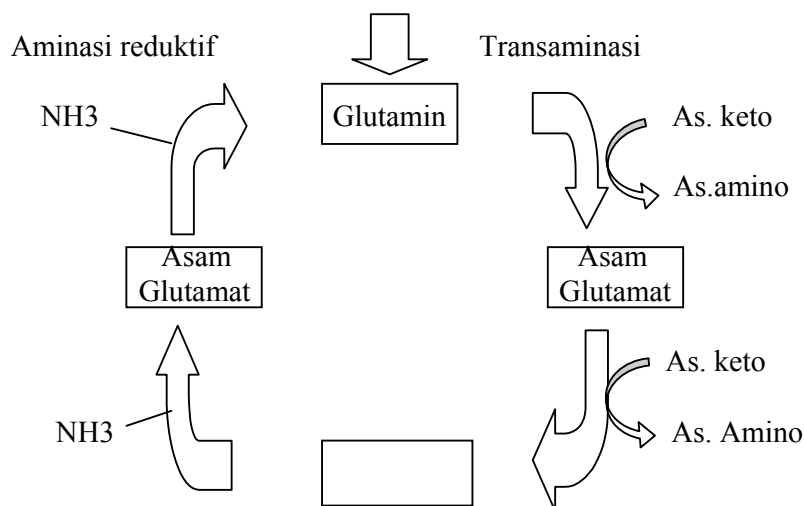 Aminasi reduktif
Transaminasi
NH3
Glutamin
As. keto
As.amino
Asam
Glutamat
Asam
Glutamat
As. keto
NH3
As. Amino